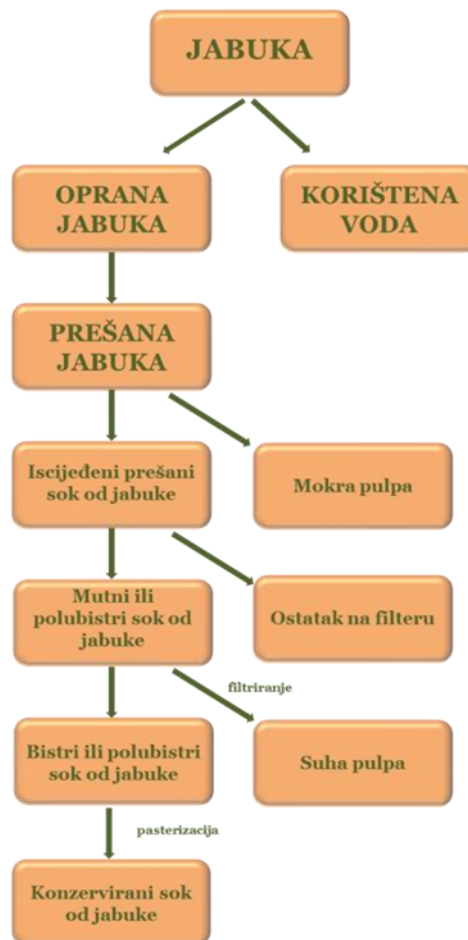 JABUKA
OPRANA
JABUKA
KORIŠTENA
VODA
PREŠANA
JABUKA
Iscijeđeni prešani
sok od jabuke
Mokra pulpa
Mutni ili
polubistri sok od
jabuke
Ostatak na filteru
filtriranje
Bistri ili polubistri
sok od jabuke
Suha pulpa
pasterizacija
Konzervirani sok
od jabuke